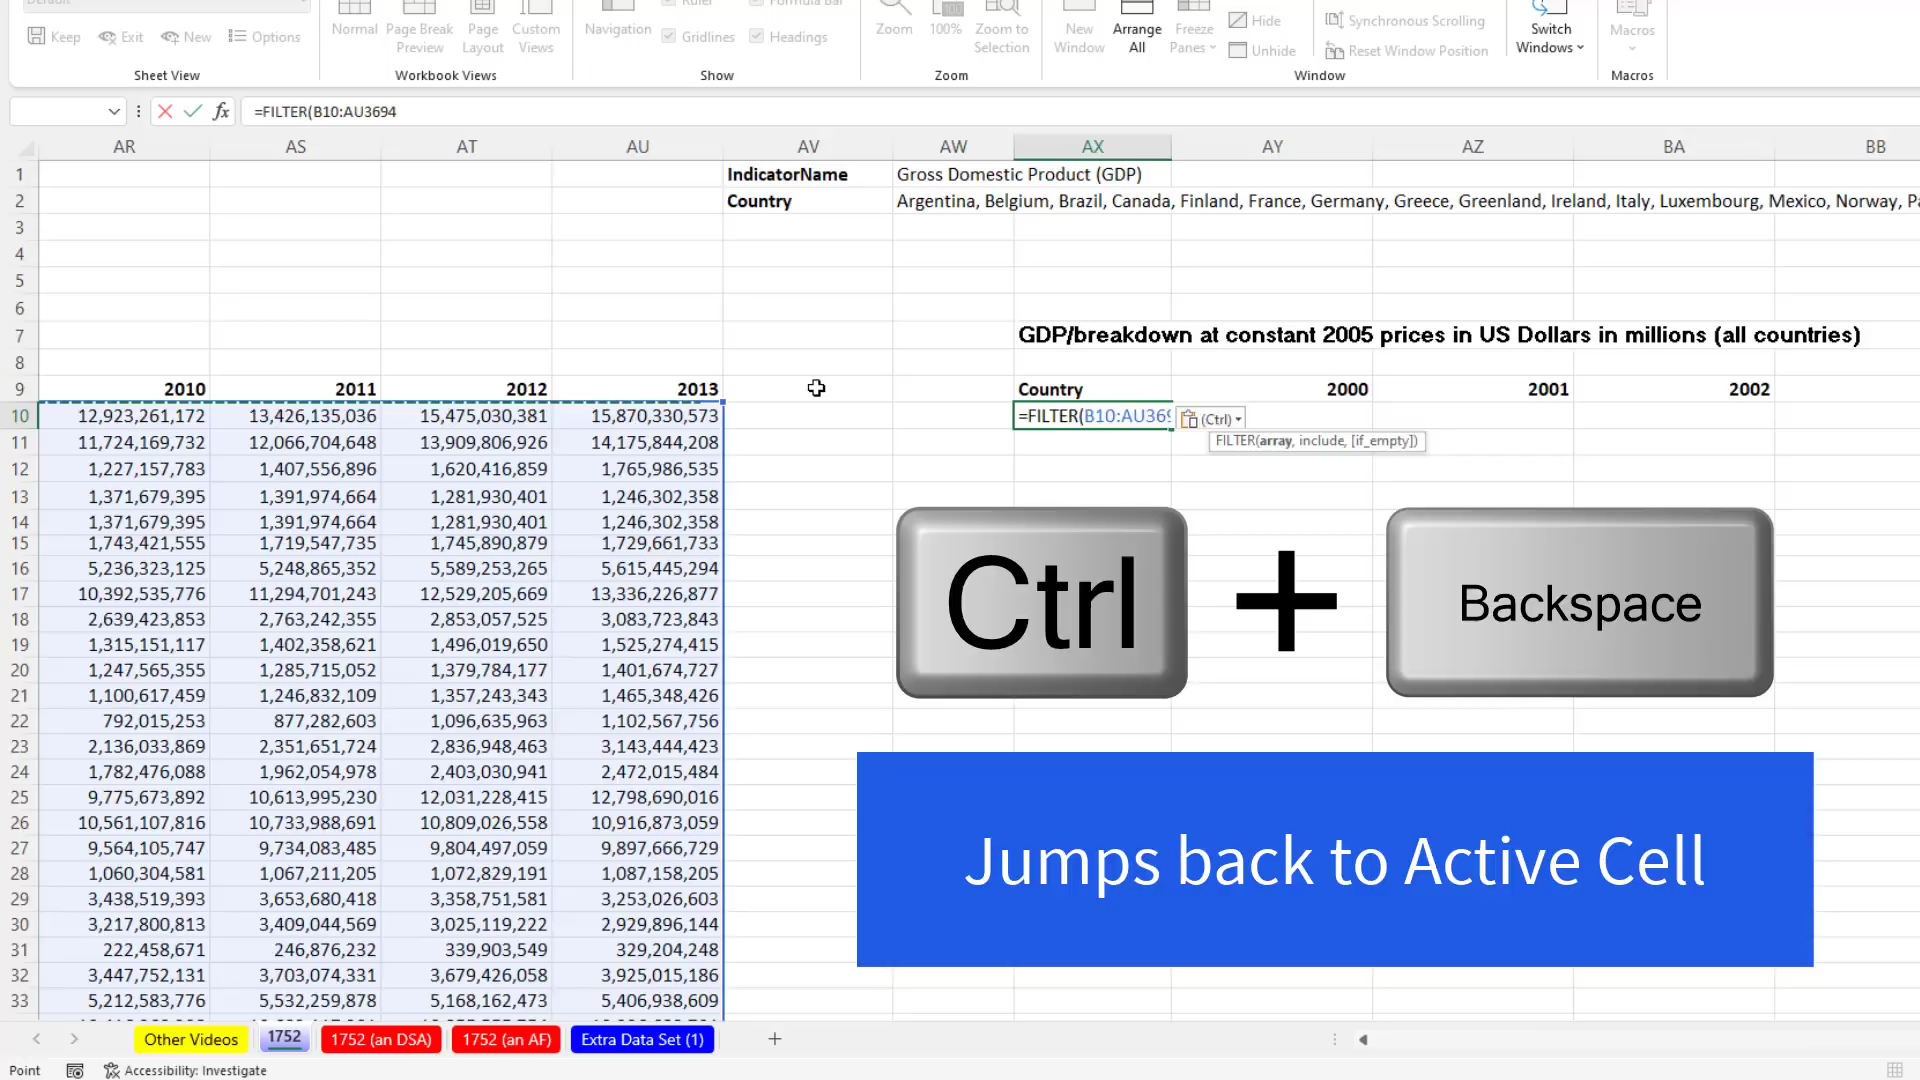 Default
Ruler
Formula Bar
Keep Exit New Options
Normal Page Break Preview Page Layout Custom Views
Navigation Gridlines Headings
Zoom 100% Zoom to Selection
New Window Arrange All Freeze Panes Hide Unhide
Synchronous Scrolling
Reset Window Position
Switch Windows
Macros
Sheet View Workbook Views Show Zoom Window Macros
fx =FILTER(B10:AU3694
AR AS AT AU AV AW AX AY AZ BA BB
1 IndicatorName Gross Domestic Product (GDP)
2 Country Argentina, Belgium, Brazil, Canada, Finland, France, Germany, Greece, Greenland, Ireland, Italy, Luxembourg, Mexico, Norway, Pa
3
4
5
6
7 GDP/breakdown at constant 2005 prices in US Dollars in millions (all countries)
8
9 2010 2011 2012 2013 Country 2000 2001 2002
10 12,923,261,172 13,426,135,036 15,475,030,381 15,870,330,573 =FILTER(B10:AU369 (Ctrl)
11 11,724,169,732 12,066,704,648 13,909,806,926 14,175,844,208 FILTER(array, include, [if_empty])
12 1,227,157,783 1,407,556,896 1,620,416,859 1,765,986,535
13 1,371,679,395 1,391,974,664 1,281,930,401 1,246,302,358
14 1,371,679,395 1,391,974,664 1,281,930,401 1,246,302,358
15 1,743,421,555 1,719,547,735 1,745,890,879 1,729,661,733
16 5,236,323,125 5,248,865,352 5,589,253,265 5,615,445,294
17 10,392,535,776 11,294,701,243 12,529,205,669 13,336,226,877
18 2,639,423,853 2,763,242,355 2,853,057,525 3,083,723,843
19 1,315,151,117 1,402,358,621 1,496,019,650 1,525,274,415
20 1,247,565,355 1,285,715,052 1,379,784,177 1,401,674,727
21 1,100,617,459 1,246,832,109 1,357,243,343 1,465,348,426
22 792,015,253 877,282,603 1,096,635,963 1,102,567,756
23 2,136,033,869 2,351,651,724 2,836,948,463 3,143,444,423
24 1,782,476,088 1,962,054,978 2,403,030,941 2,472,015,484
25 9,775,673,892 10,613,995,230 12,031,228,415 12,798,690,016
26 10,561,107,816 10,733,988,691 10,809,026,558 10,916,873,059
27 9,564,105,747 9,734,083,485 9,804,497,059 9,897,666,729
28 1,060,304,581 1,067,211,205 1,072,829,191 1,087,158,205
29 3,438,519,393 3,653,680,418 3,358,751,581 3,253,026,603
30 3,217,800,813 3,409,044,569 3,025,119,222 2,929,896,144
31 222,458,671 246,876,232 339,903,549 329,204,248
32 3,447,752,131 3,703,074,331 3,679,426,058 3,925,015,186
33 5,212,583,776 5,532,259,878 5,168,162,473 5,406,938,609
Ctrl + Backspace
Jumps back to Active Cell
Other Videos 1752 1752 (an DSA) 1752 (an AF) Extra Data Set (1) +
Point Accessibility: Investigate